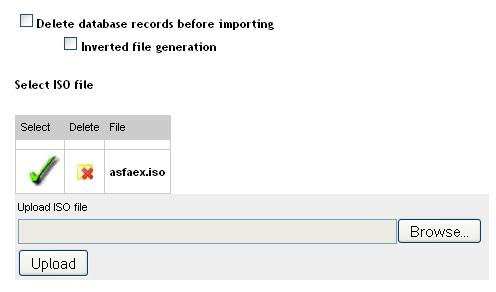 Delete database records before importing
Inverted file generation
Select ISO file
Select Delete File
asfaex.iso
Upload ISO file
Browse...
Upload